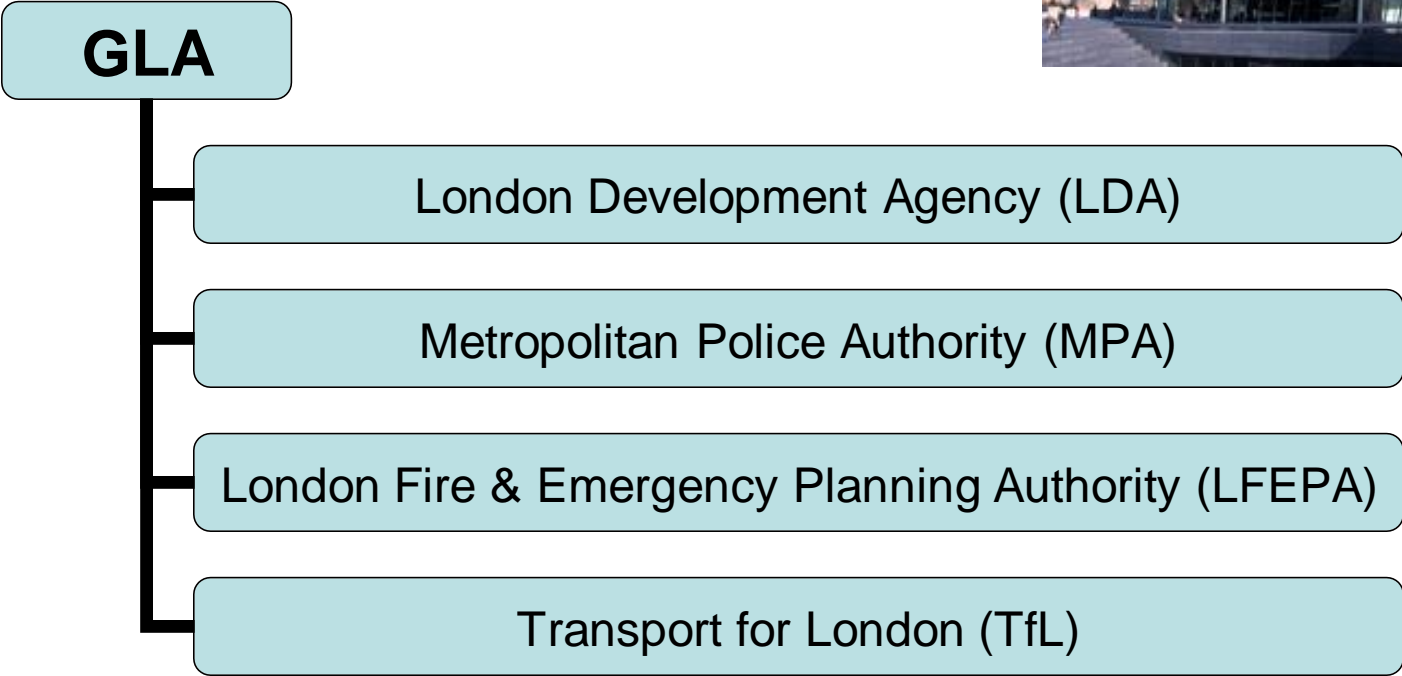 GLA
London Development Agency (LDA)
Metropolitan Police Authority (MPA)
London Fire & Emergency Planning Authority (LFEPA)
Transport for London (TfL)